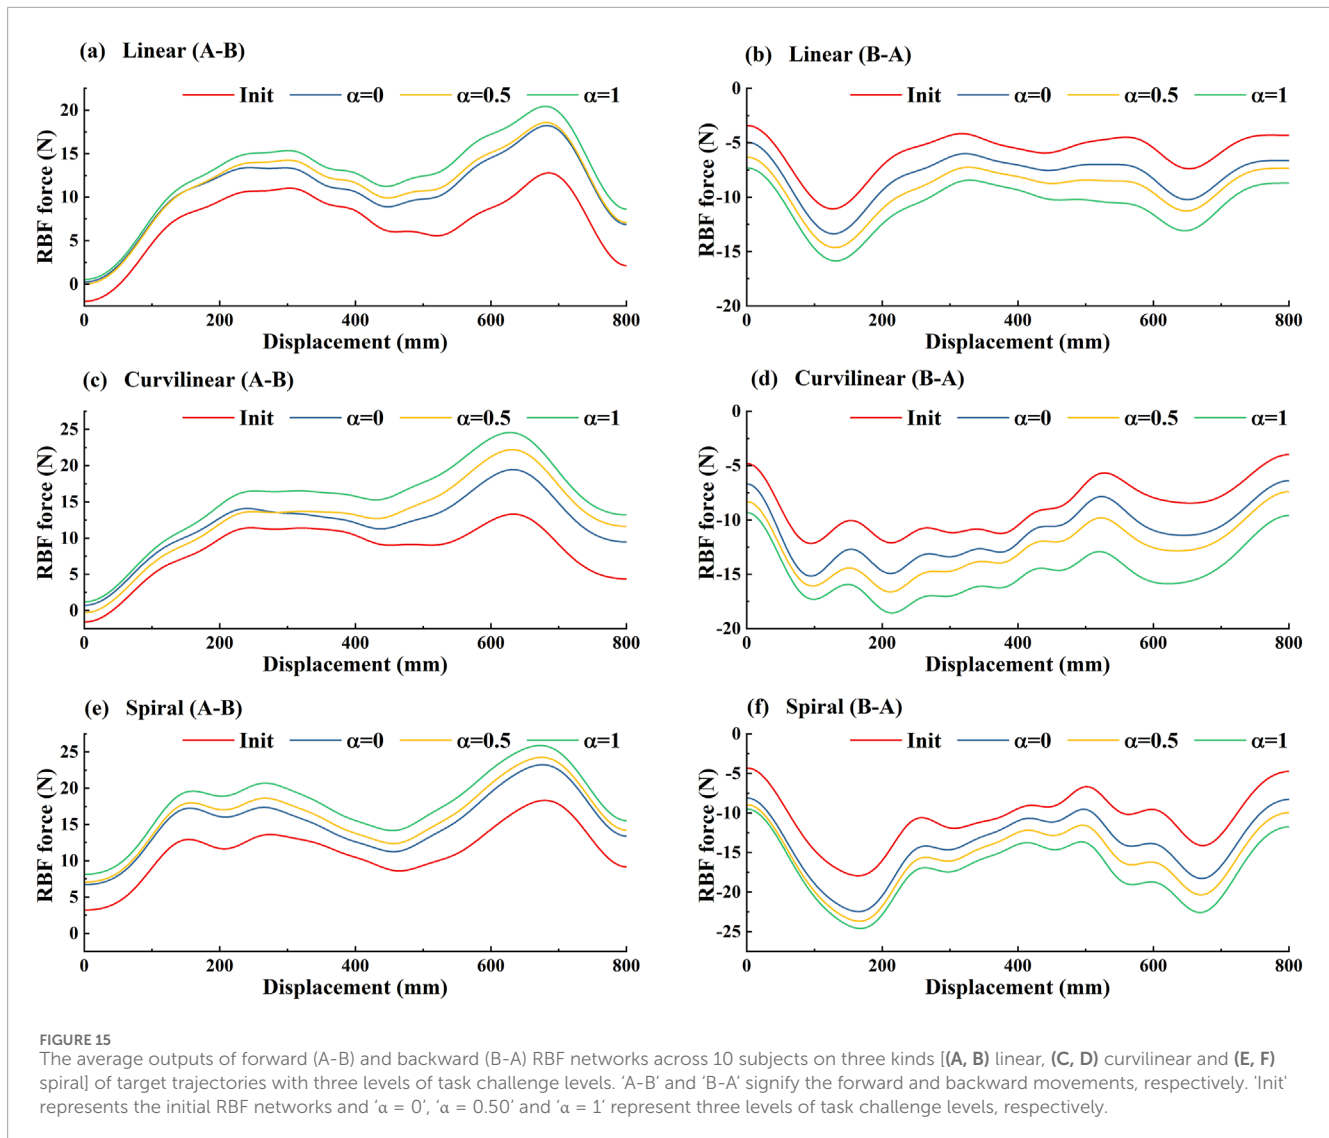 (a) Linear (A-B)
Init α=0 α=0.5 α=1
RBF force (N)
20
15
10
5
0
0 200 400 600 800
Displacement (mm)
(b) Linear (B-A)
Init α=0 α=0.5 α=1
RBF force (N)
0
-5
-10
-15
-20
0 200 400 600 800
Displacement (mm)
(c) Curvilinear (A-B)
Init α=0 α=0.5 α=1
RBF force (N)
25
20
15
10
5
0
0 200 400 600 800
Displacement (mm)
(d) Curvilinear (B-A)
Init α=0 α=0.5 α=1
RBF force (N)
0
-5
-10
-15
-20
0 200 400 600 800
Displacement (mm)
(e) Spiral (A-B)
Init α=0 α=0.5 α=1
RBF force (N)
25
20
15
10
5
0
0 200 400 600 800
Displacement (mm)
(f) Spiral (B-A)
Init α=0 α=0.5 α=1
RBF force (N)
0
-5
-10
-15
-20
-25
0 200 400 600 800
Displacement (mm)
FIGURE 15
The average outputs of forward (A-B) and backward (B-A) RBF networks across 10 subjects on three kinds [(A, B) linear, (C, D) curvilinear and (E, F)
spiral] of target trajectories with three levels of task challenge levels. ‘A-B’ and ‘B-A’ signify the forward and backward movements, respectively. 'Init'
represents the initial RBF networks and ‘α = 0’, ‘α = 0.50’ and ‘α = 1’ represent three levels of task challenge levels, respectively.